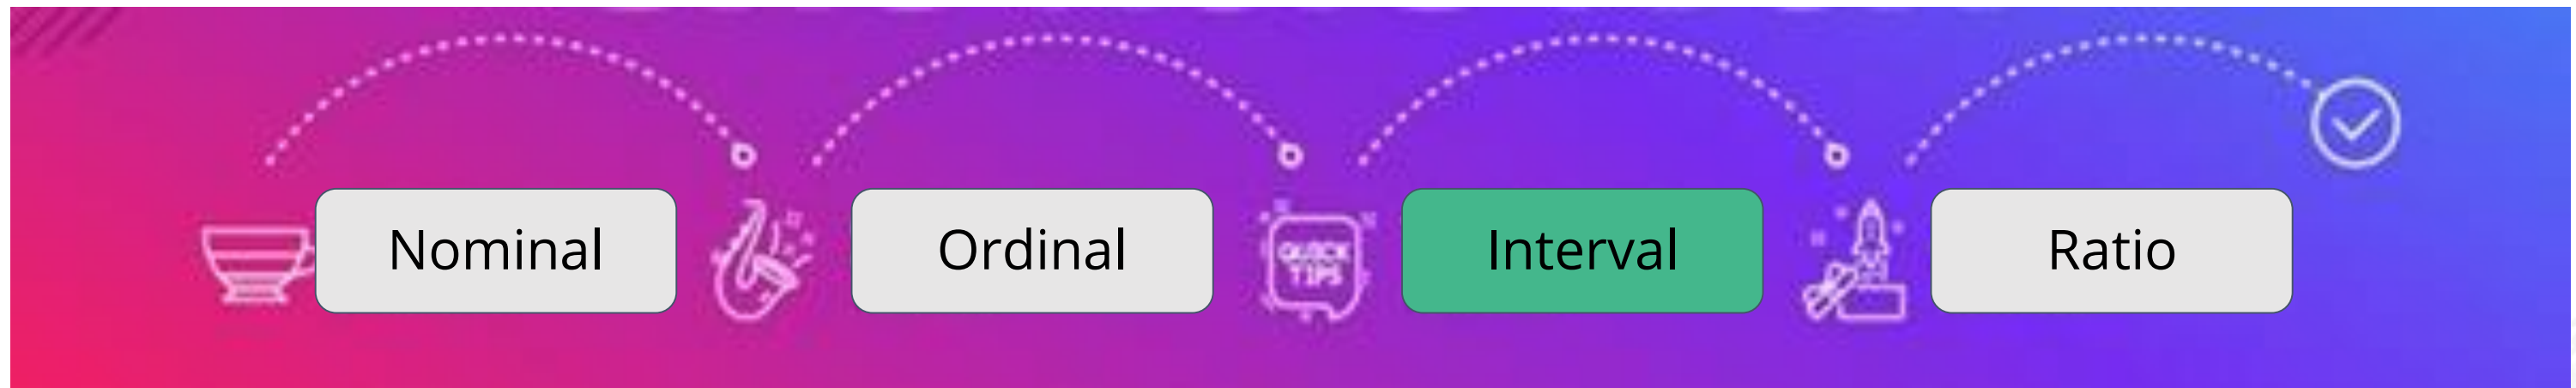 Nominal
Ordinal
QUICK
TIPS
Interval
Ratio